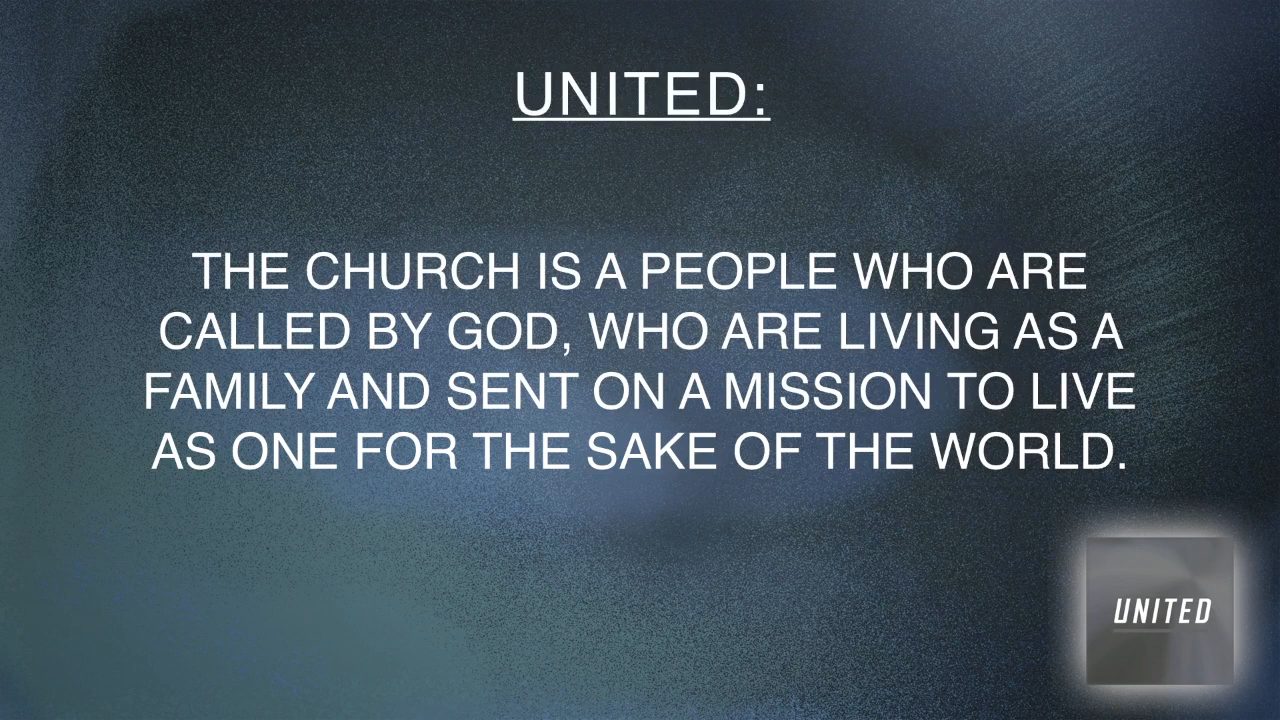 UNITED:
THE CHURCH IS A PEOPLE WHO ARE
CALLED BY GOD, WHO ARE LIVING AS A
FAMILY AND SENT ON A MISSION TO LIVE
AS ONE FOR THE SAKE OF THE WORLD.
UNITED